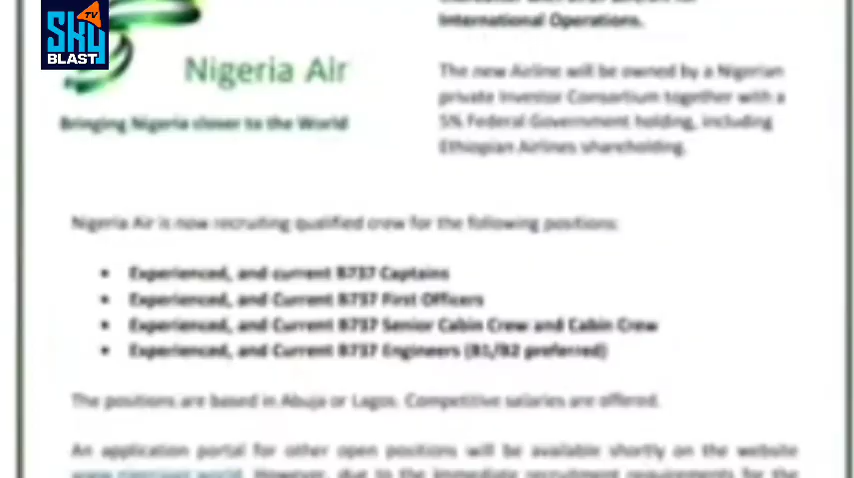 TV
SKY
BLAST
International Operations.
Nigeria Air
The new Airline will be owned by a Nigerian
private Investor Consortium together with a
5% Federal Government holding, including
Ethiopian Airlines shareholding.
Bringing Nigeria closer to the World
Nigeria Air is now recruiting qualified crew for the following positions:
• Experienced, and current B737 Captains
• Experienced, and Current B737 First Officers
• Experienced, and Current B737 Senior Cabin Crew and Cabin Crew
• Experienced, and Current B737 Engineers (B1/B2 preferred)
The positions are based in Abuja or Lagos. Competitive salaries are offered.
An application portal for other open positions will be available shortly on the website
However, due to the immediate recruitment requirements for the